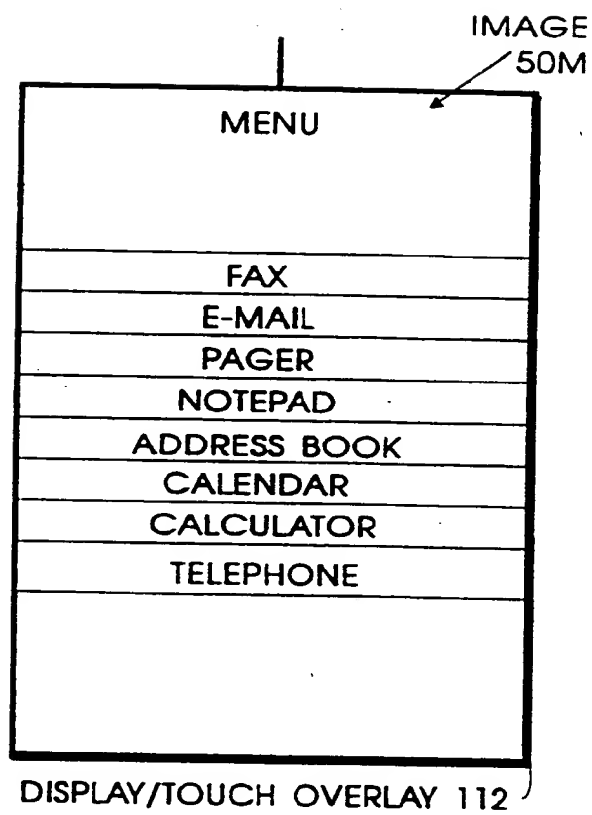 IMAGE
50M
MENU
FAX
E-MAIL
PAGER
NOTEPAD
ADDRESS BOOK
CALENDAR
CALCULATOR
TELEPHONE
DISPLAY/TOUCH OVERLAY 112